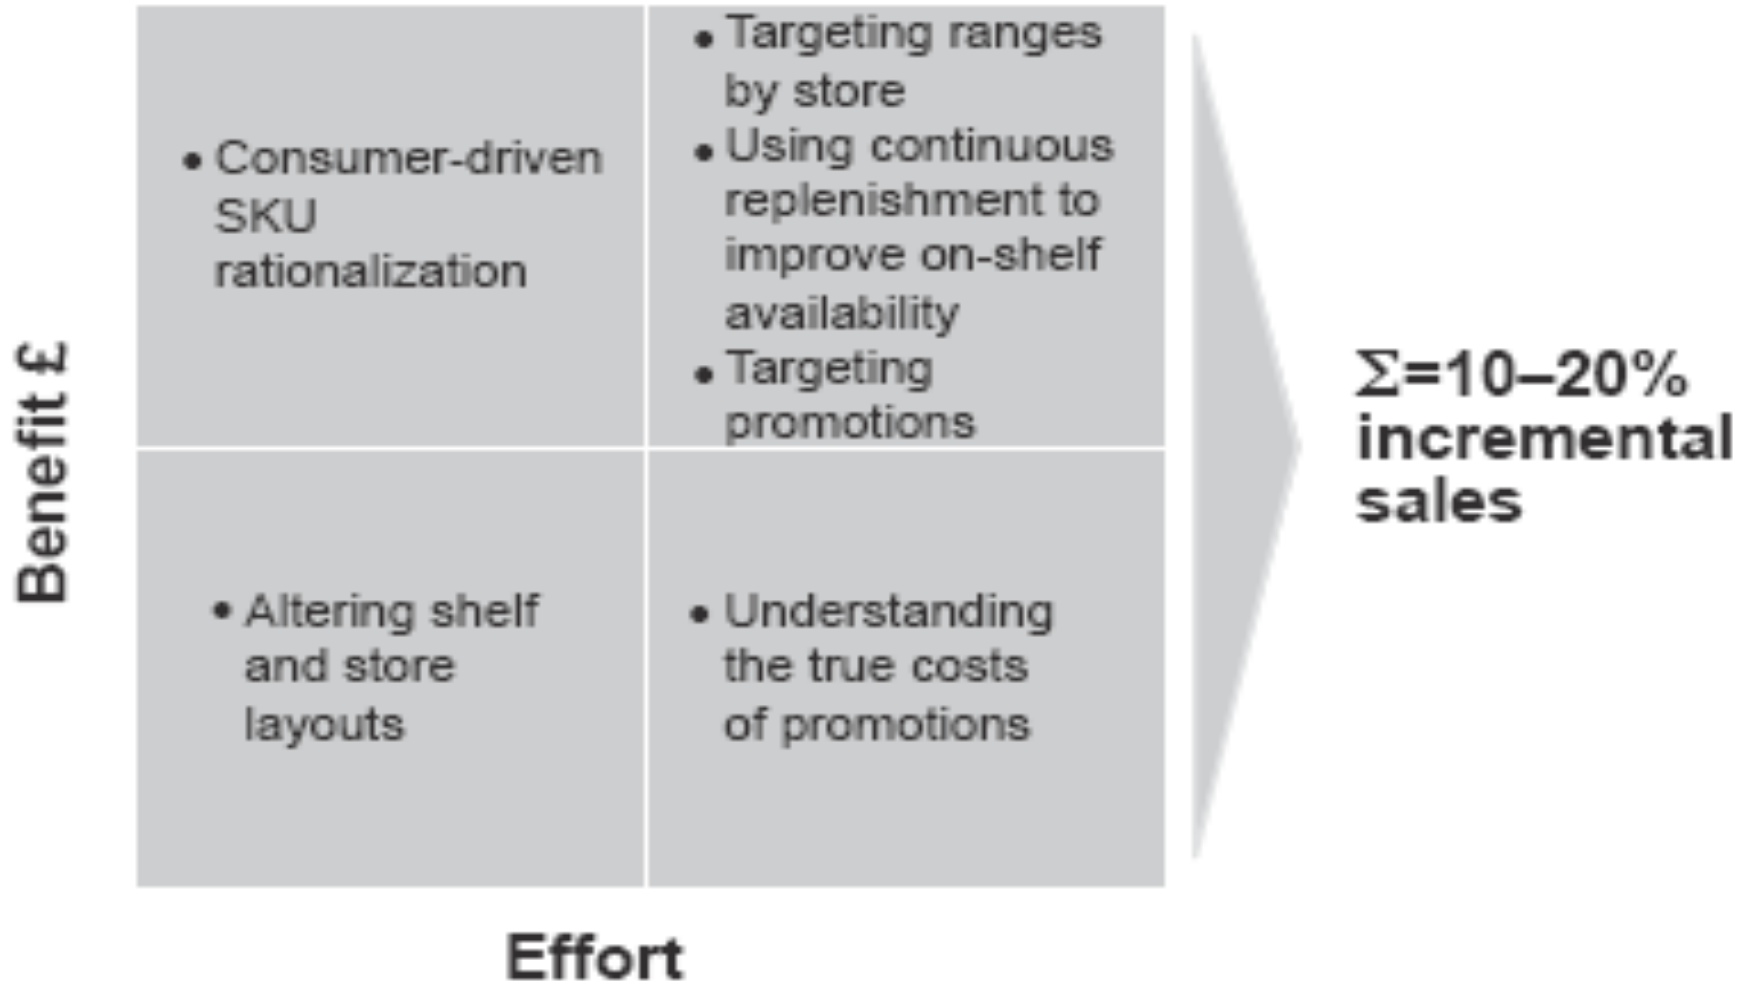 • Consumer-driven
SKU
rationalization
• Targeting ranges
by store
• Using continuous
replenishment to
improve on-shelf
availability
• Targeting
promotions
Benefit £
• Altering shelf
and store
layouts
• Understanding
the true costs
of promotions
Effort
Σ=10–20%
incremental
sales